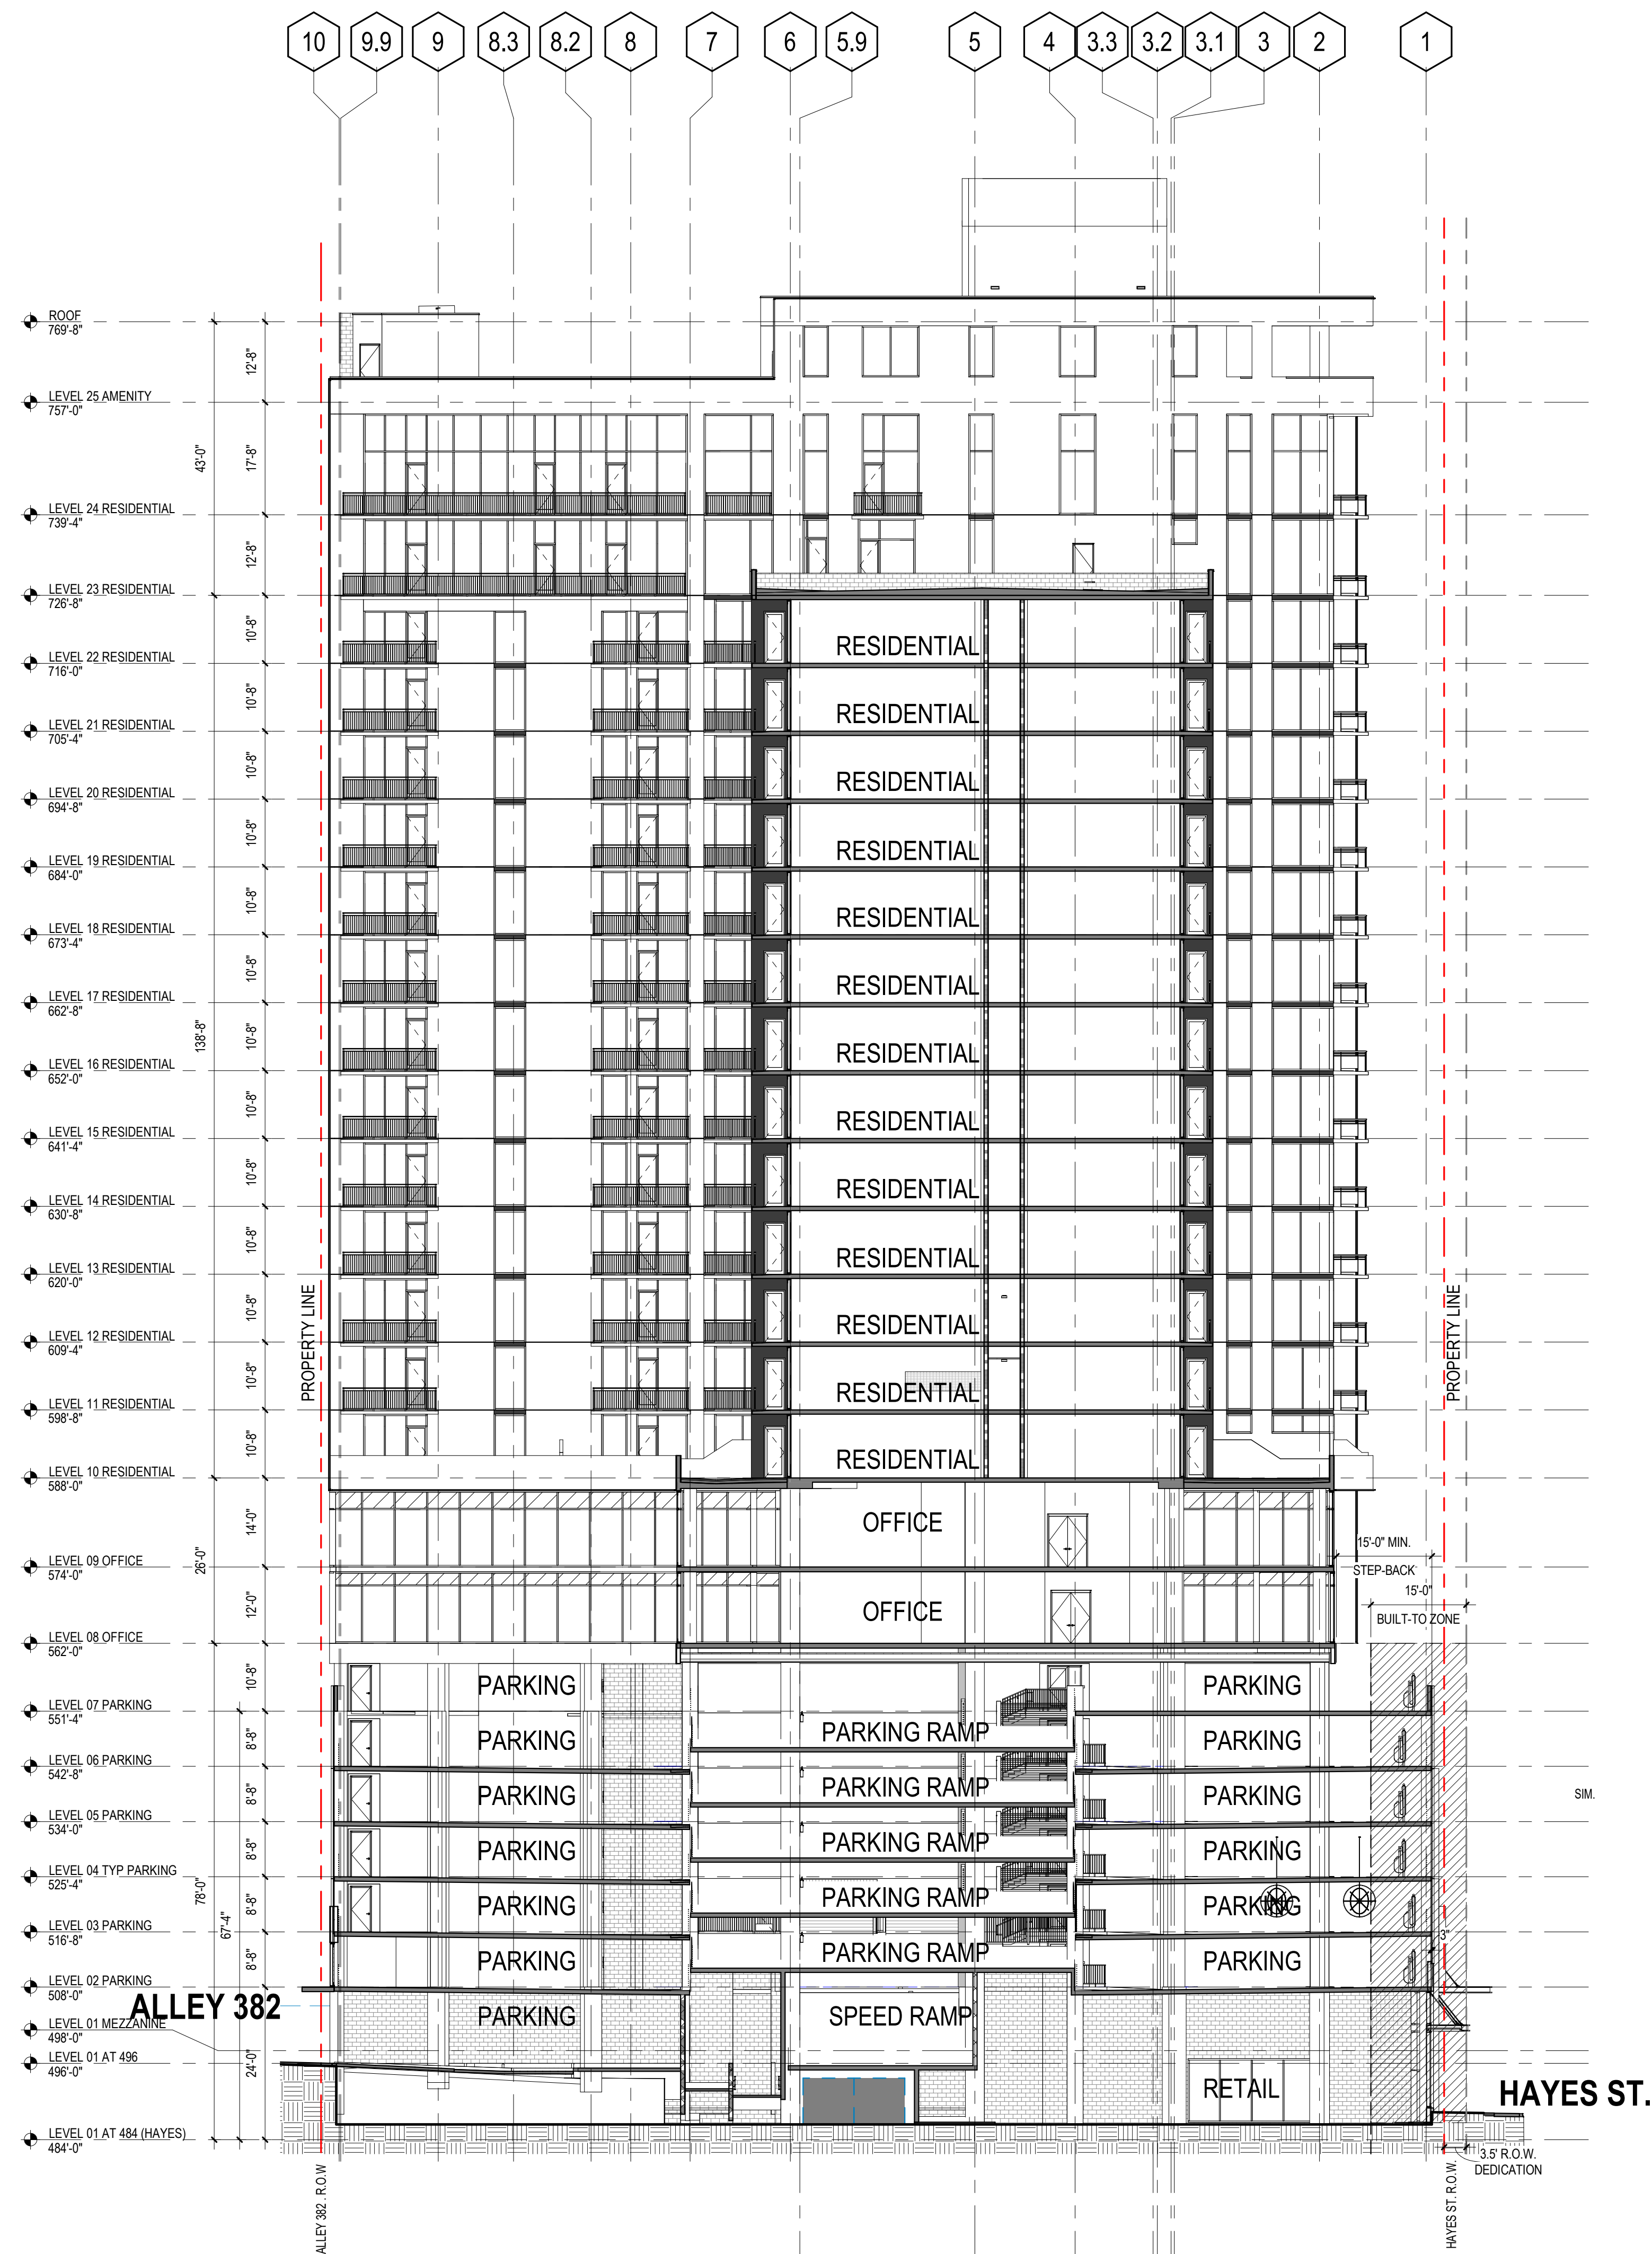 10 9.9 9 8.3 8.2 8 7 6 5.9 5 4 3.3 3.2 3.1 3 2 1
ROOF
769'-8"
12'-8"
LEVEL 25 AMENITY
757'-0"
43'-0"
17'-8"
LEVEL 24 RESIDENTIAL
739'-4"
12'-8"
LEVEL 23 RESIDENTIAL
726'-8"
10'-8"
RESIDENTIAL
LEVEL 22 RESIDENTIAL
716'-0"
10'-8"
RESIDENTIAL
LEVEL 21 RESIDENTIAL
705'-4"
10'-8"
RESIDENTIAL
LEVEL 20 RESIDENTIAL
694'-8"
10'-8"
RESIDENTIAL
LEVEL 19 RESIDENTIAL
684'-0"
10'-8"
RESIDENTIAL
LEVEL 18 RESIDENTIAL
673'-4"
10'-8"
RESIDENTIAL
LEVEL 17 RESIDENTIAL
662'-8"
138'-8"
10'-8"
RESIDENTIAL
LEVEL 16 RESIDENTIAL
652'-0"
10'-8"
RESIDENTIAL
LEVEL 15 RESIDENTIAL
641'-4"
10'-8"
RESIDENTIAL
LEVEL 14 RESIDENTIAL
630'-8"
10'-8"
RESIDENTIAL
LEVEL 13 RESIDENTIAL
620'-0"
10'-8"
RESIDENTIAL
PROPERTY LINE
PROPERTY LINE
LEVEL 12 RESIDENTIAL
609'-4"
10'-8"
RESIDENTIAL
LEVEL 11 RESIDENTIAL
598'-8"
10'-8"
RESIDENTIAL
LEVEL 10 RESIDENTIAL
588'-0"
14'-0"
OFFICE
15'-0" MIN.
STEP-BACK
LEVEL 09 OFFICE
574'-0"
26'-0"
12'-0"
OFFICE
15'-0"
BUILT-TO ZONE
LEVEL 08 OFFICE
562'-0"
10'-8"
PARKING
PARKING
LEVEL 07 PARKING
551'-4"
8'-8"
PARKING
PARKING RAMP
PARKING
LEVEL 06 PARKING
542'-8"
8'-8"
PARKING
PARKING RAMP
PARKING
SIM.
LEVEL 05 PARKING
534'-0"
8'-8"
PARKING
PARKING RAMP
PARKING
LEVEL 04 TYP PARKING
525'-4"
78'-0"
8'-8"
PARKING
PARKING RAMP
PARKING
LEVEL 03 PARKING
516'-8"
67'-4"
8'-8"
PARKING
PARKING RAMP
PARKING
3"
LEVEL 02 PARKING
508'-0"
ALLEY 382
PARKING
SPEED RAMP
LEVEL 01 MEZZANINE
498'-0"
LEVEL 01 AT 496
496'-0"
24'-0"
RETAIL
HAYES ST.
LEVEL 01 AT 484 (HAYES)
484'-0"
3.5' R.O.W.
DEDICATION
ALLEY 382 . R.O.W
HAYES ST. R.O.W.